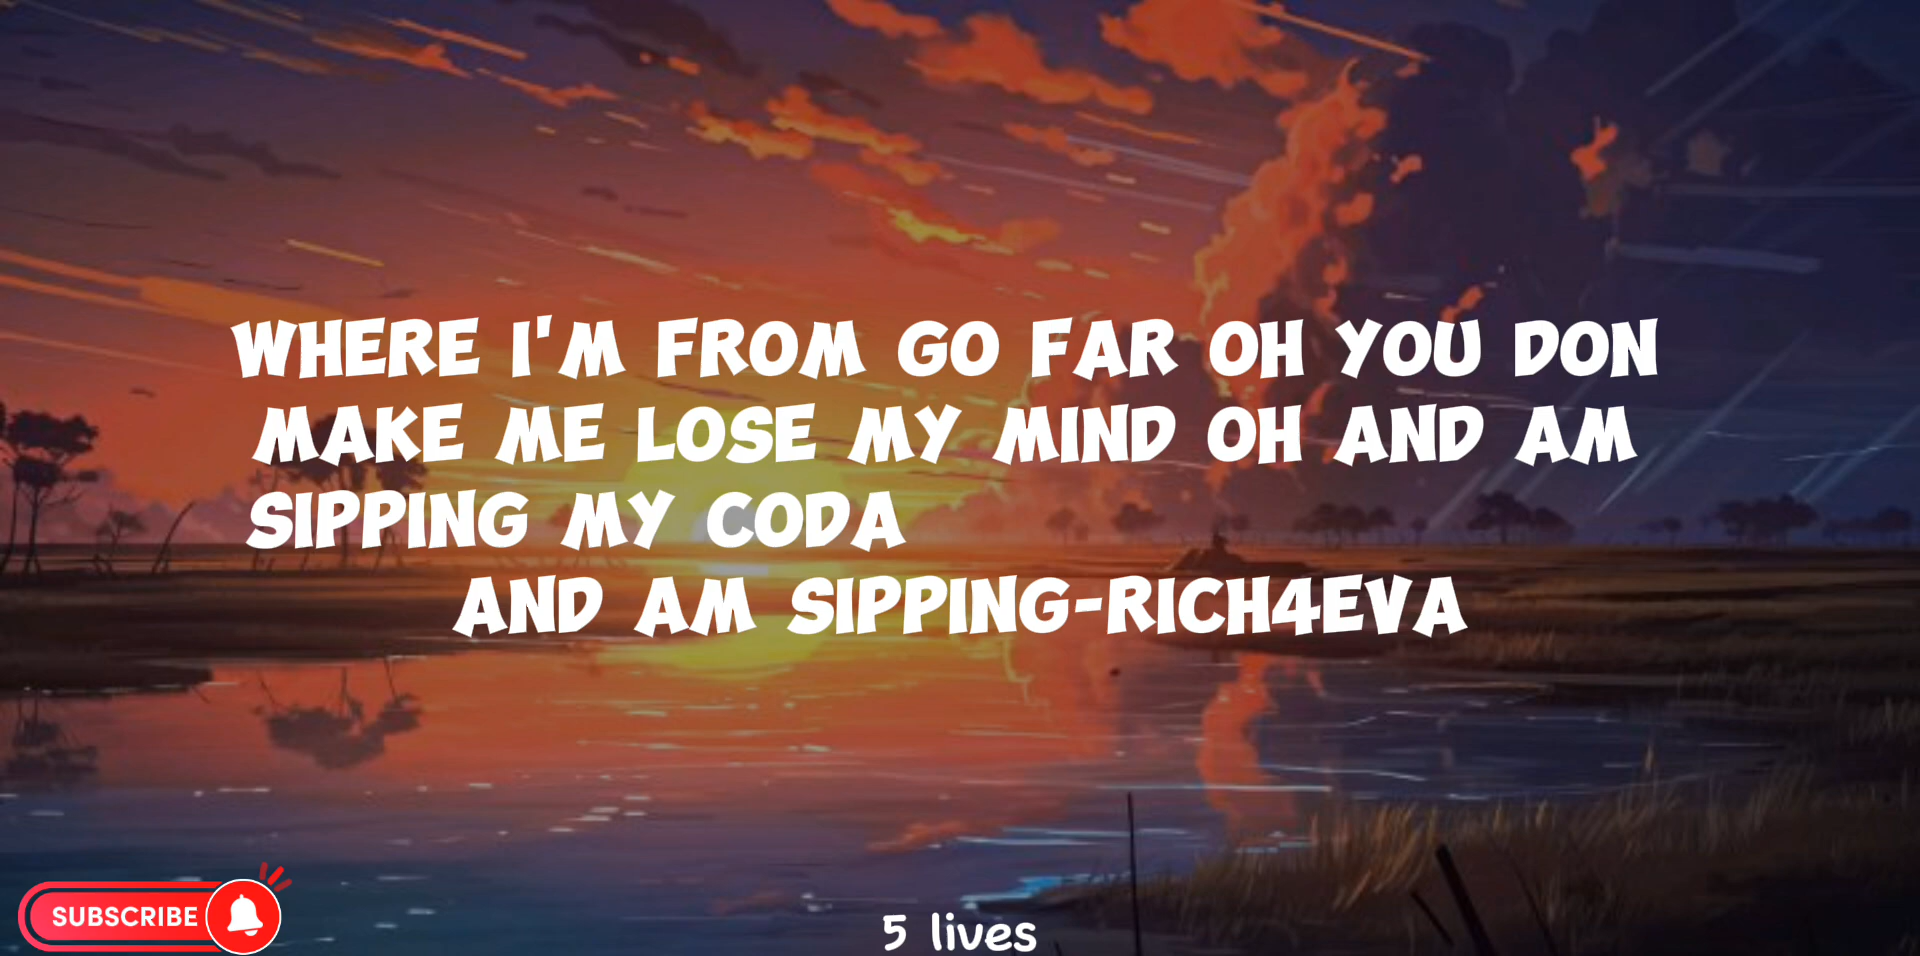 WHERE I'M FROM GO FAR OH YOU DON
MAKE ME LOSE MY MIND OH AND AM
SIPPING MY CODA
AND AM SIPPING-RICH4EVA
SUBSCRIBE
5 lives